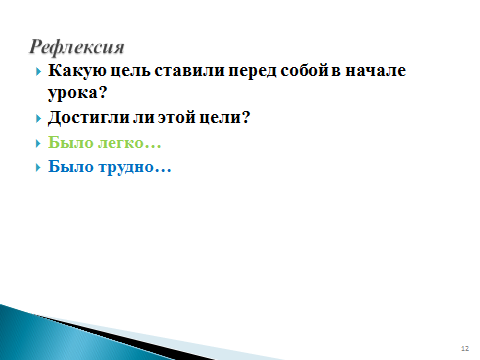 Рефлексия
Какую цель ставили перед собой в начале
урока?
Достигли ли этой цели?
Было легко…
Было трудно…
12